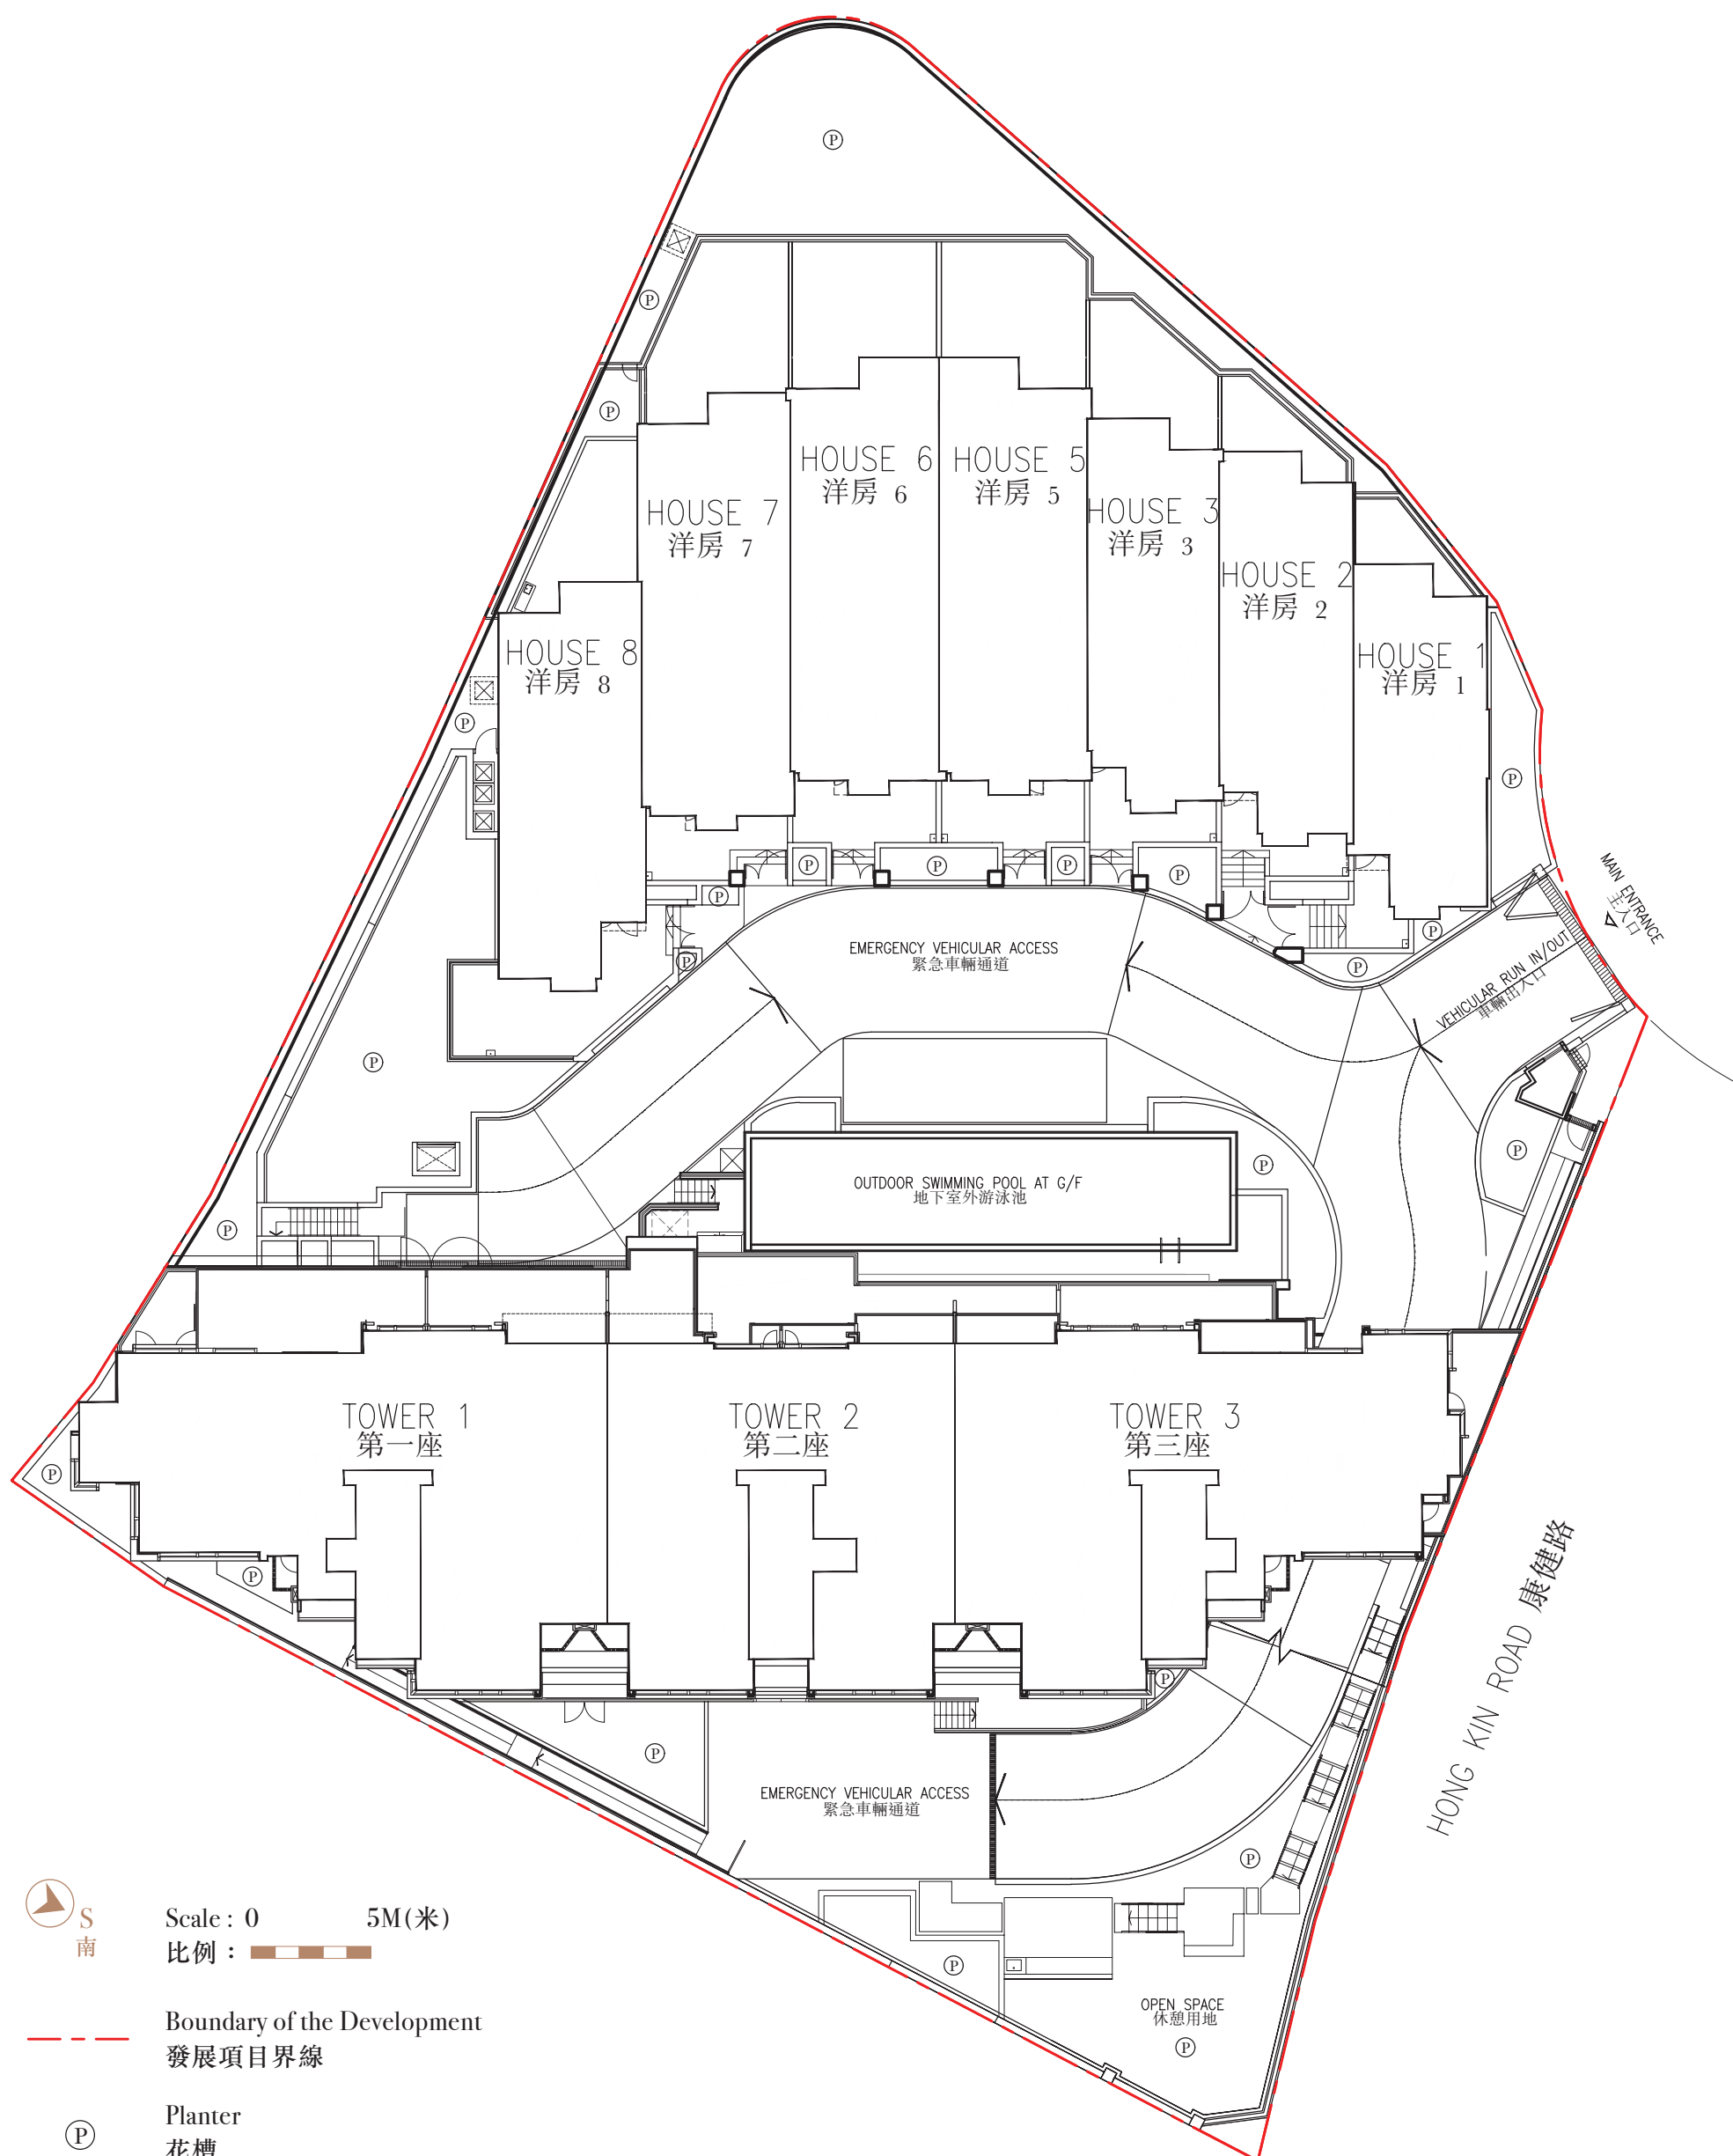 P
P
P
HOUSE 6
洋房 6
HOUSE 5
洋房 5
HOUSE 7
洋房 7
HOUSE 3
洋房 3
HOUSE 2
洋房 2
HOUSE 8
洋房 8
HOUSE 1
洋房 1
P
P
P
P
P
P
P
P
P
P
MAIN ENTRANCE
主入口
EMERGENCY VEHICULAR ACCESS
緊急車輛通道
VEHICULAR RUN IN/OUT
車輛出入口
P
P
P
P
OUTDOOR SWIMMING POOL AT G/F
地下室外游泳池
P
TOWER 1
第一座
TOWER 2
第二座
TOWER 3
第三座
P
P
HONG KIN ROAD 康健路
P
P
EMERGENCY VEHICULAR ACCESS
緊急車輛通道
P
P
OPEN SPACE
休憩用地
P
S
南
Scale : 0 5M(米)
比例 :
Boundary of the Development
發展項目界線
P
Planter
花槽